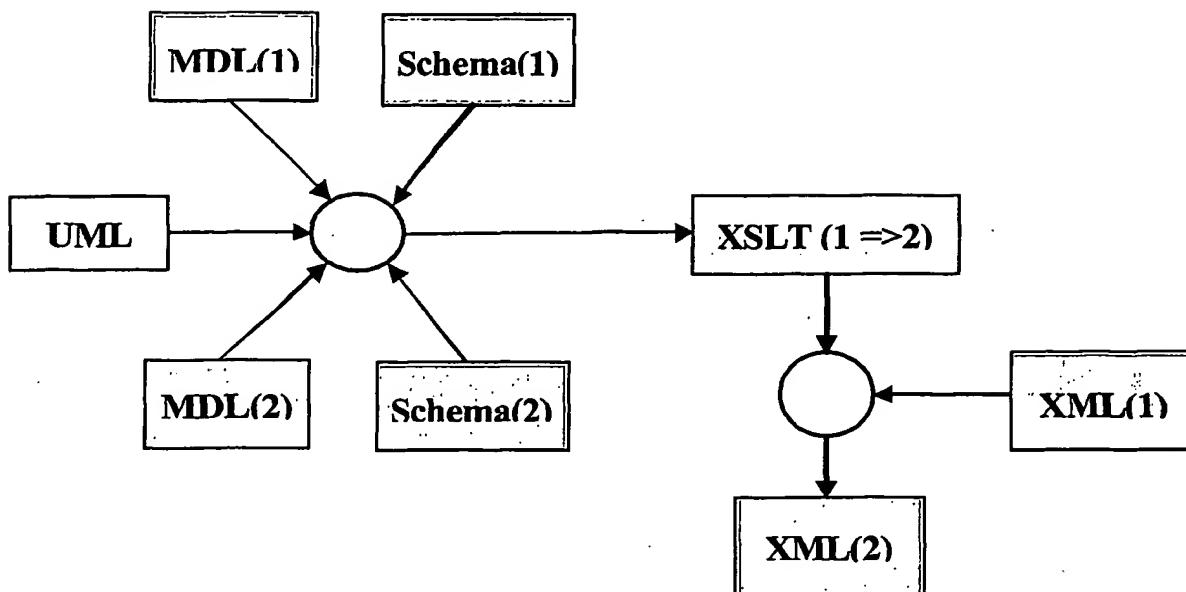 MDL(1)
Schema(1)
UML
XSLT (1 =>2)
MDL(2)
Schema(2)
XML(1)
XML(2)